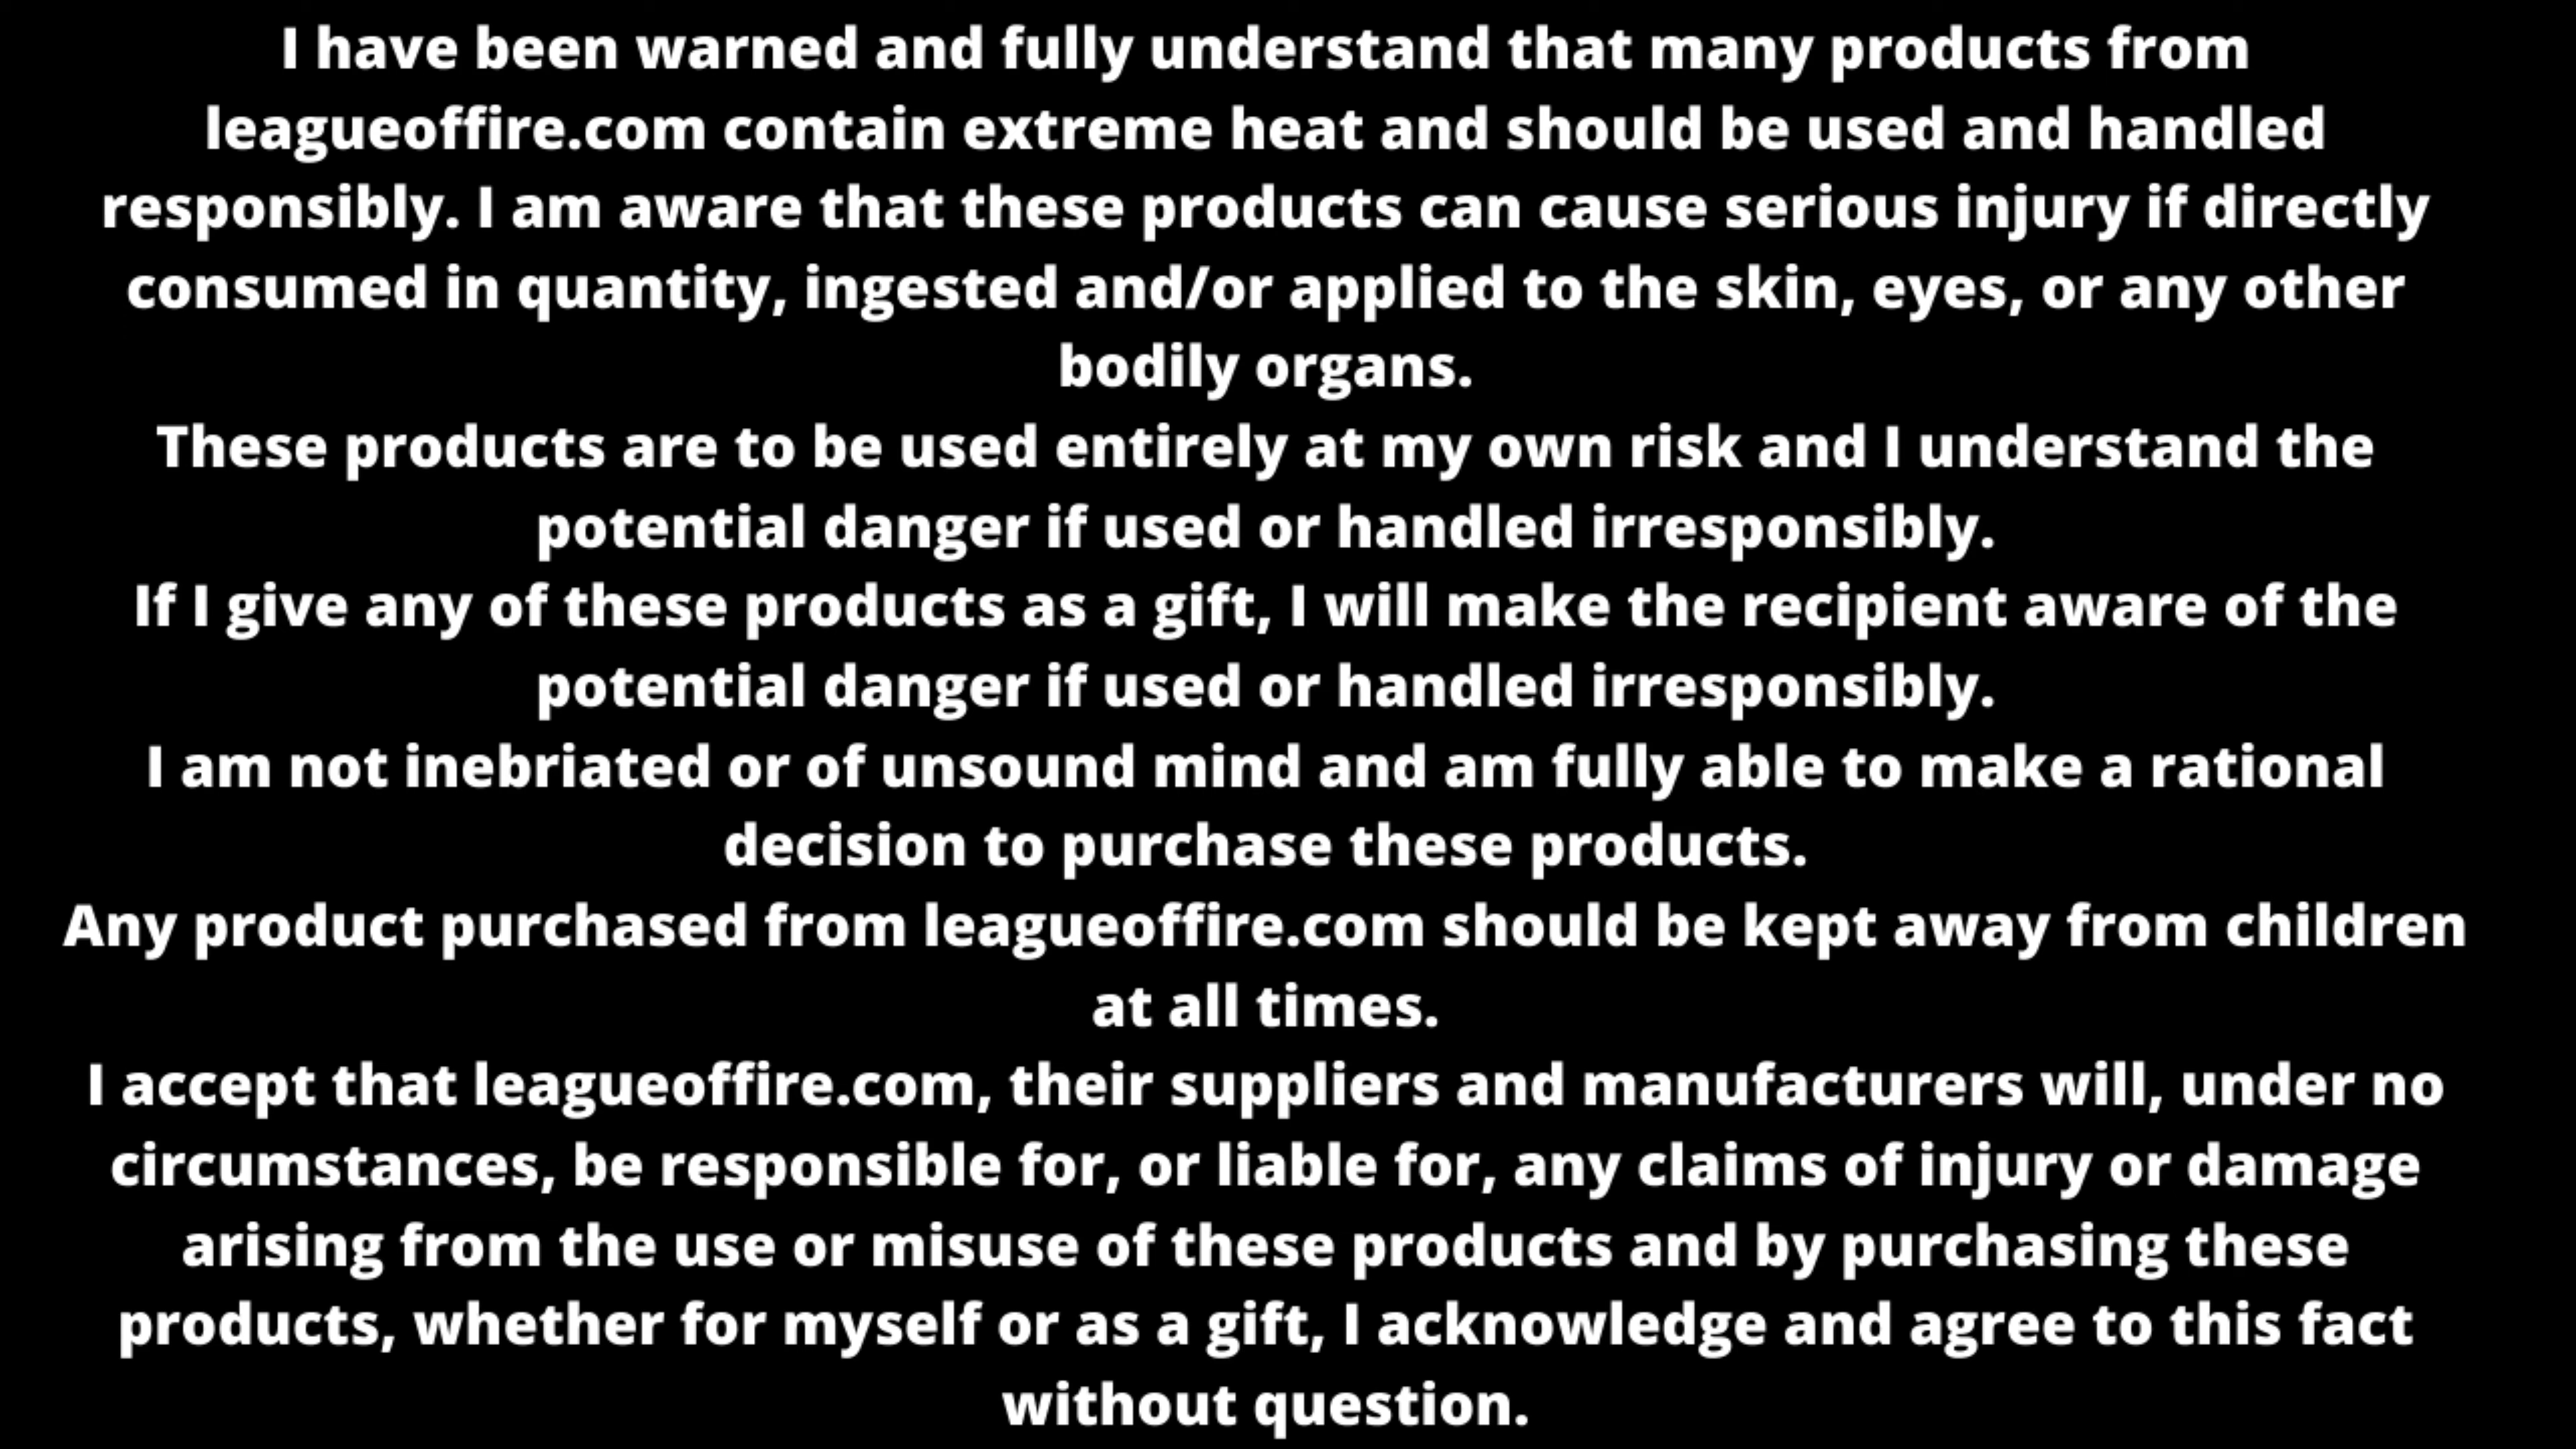 I have been warned and fully understand that many products from
leagueoffire.com contain extreme heat and should be used and handled
responsibly. I am aware that these products can cause serious injury if directly
consumed in quantity, ingested and/or applied to the skin, eyes, or any other
bodily organs.
These products are to be used entirely at my own risk and I understand the
potential danger if used or handled irresponsibly.
If I give any of these products as a gift, I will make the recipient aware of the
potential danger if used or handled irresponsibly.
I am not inebriated or of unsound mind and am fully able to make a rational
decision to purchase these products.
Any product purchased from leagueoffire.com should be kept away from children
at all times.
I accept that leagueoffire.com, their suppliers and manufacturers will, under no
circumstances, be responsible for, or liable for, any claims of injury or damage
arising from the use or misuse of these products and by purchasing these
products, whether for myself or as a gift, I acknowledge and agree to this fact
without question.